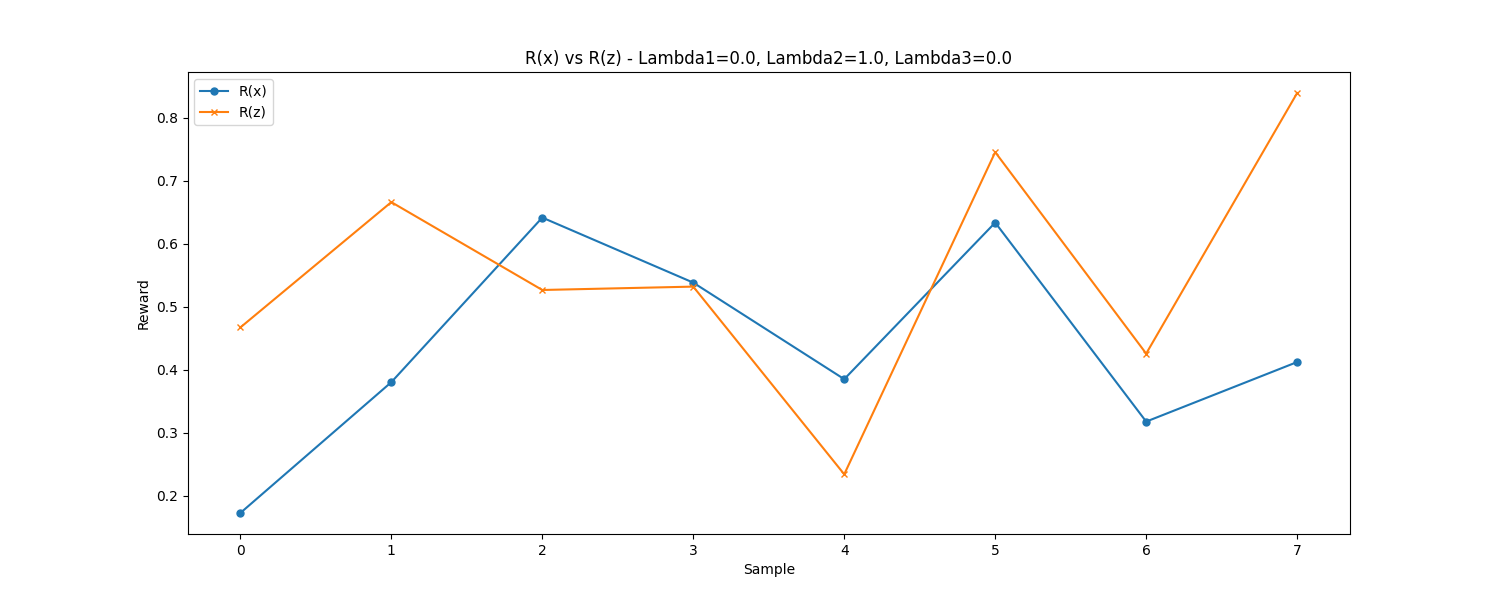 R(x) vs R(z) - Lambda1=0.0, Lambda2=1.0, Lambda3=0.0
R(x)
R(z)
0.8
0.7
0.6
0.5
0.4
0.3
0.2
Reward
0 1 2 3 4 5 6 7
Sample